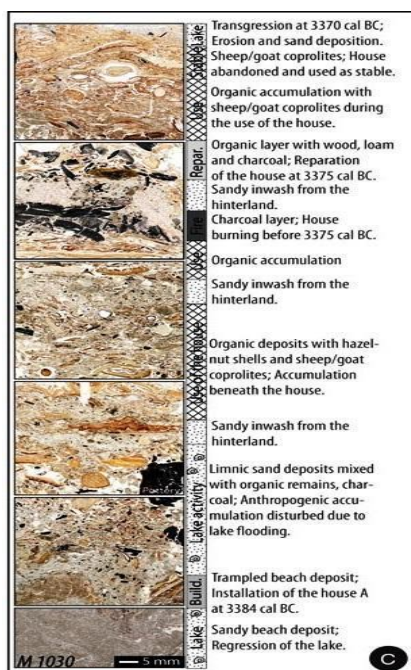 Transgression at 3370 cal BC;
Erosion and sand deposition.
Sheep/goat coprolites; House
abandoned and used as stable.
Organic accumulation with
sheep/goat coprolites during
the use of the house.
Organic layer with wood, loam
and charcoal; Reparation
of the house at 3375 cal BC.
Sandy inwash from the
hinterland.
Charcoal layer; House
burning before 3375 cal BC.
Organic accumulation
Sandy inwash from the
hinterland.
Organic deposits with hazel-
nut shells and sheep/goat
coprolites; Accumulation
beneath the house.
Sandy inwash from the
hinterland.
Limnic sand deposits mixed
with organic remains, char-
coal; Anthropogenic accu-
mulation disturbed due to
lake flooding.
Trampled beach deposit;
Installation of the house A
at 3384 cal BC.
Sandy beach deposit;
Regression of the lake.
Lake
Stable
Use
Repar.
Fire
Use
Use of the house
Lake activity
Build.
Lake
Pottery
M 1030
5 mm
C